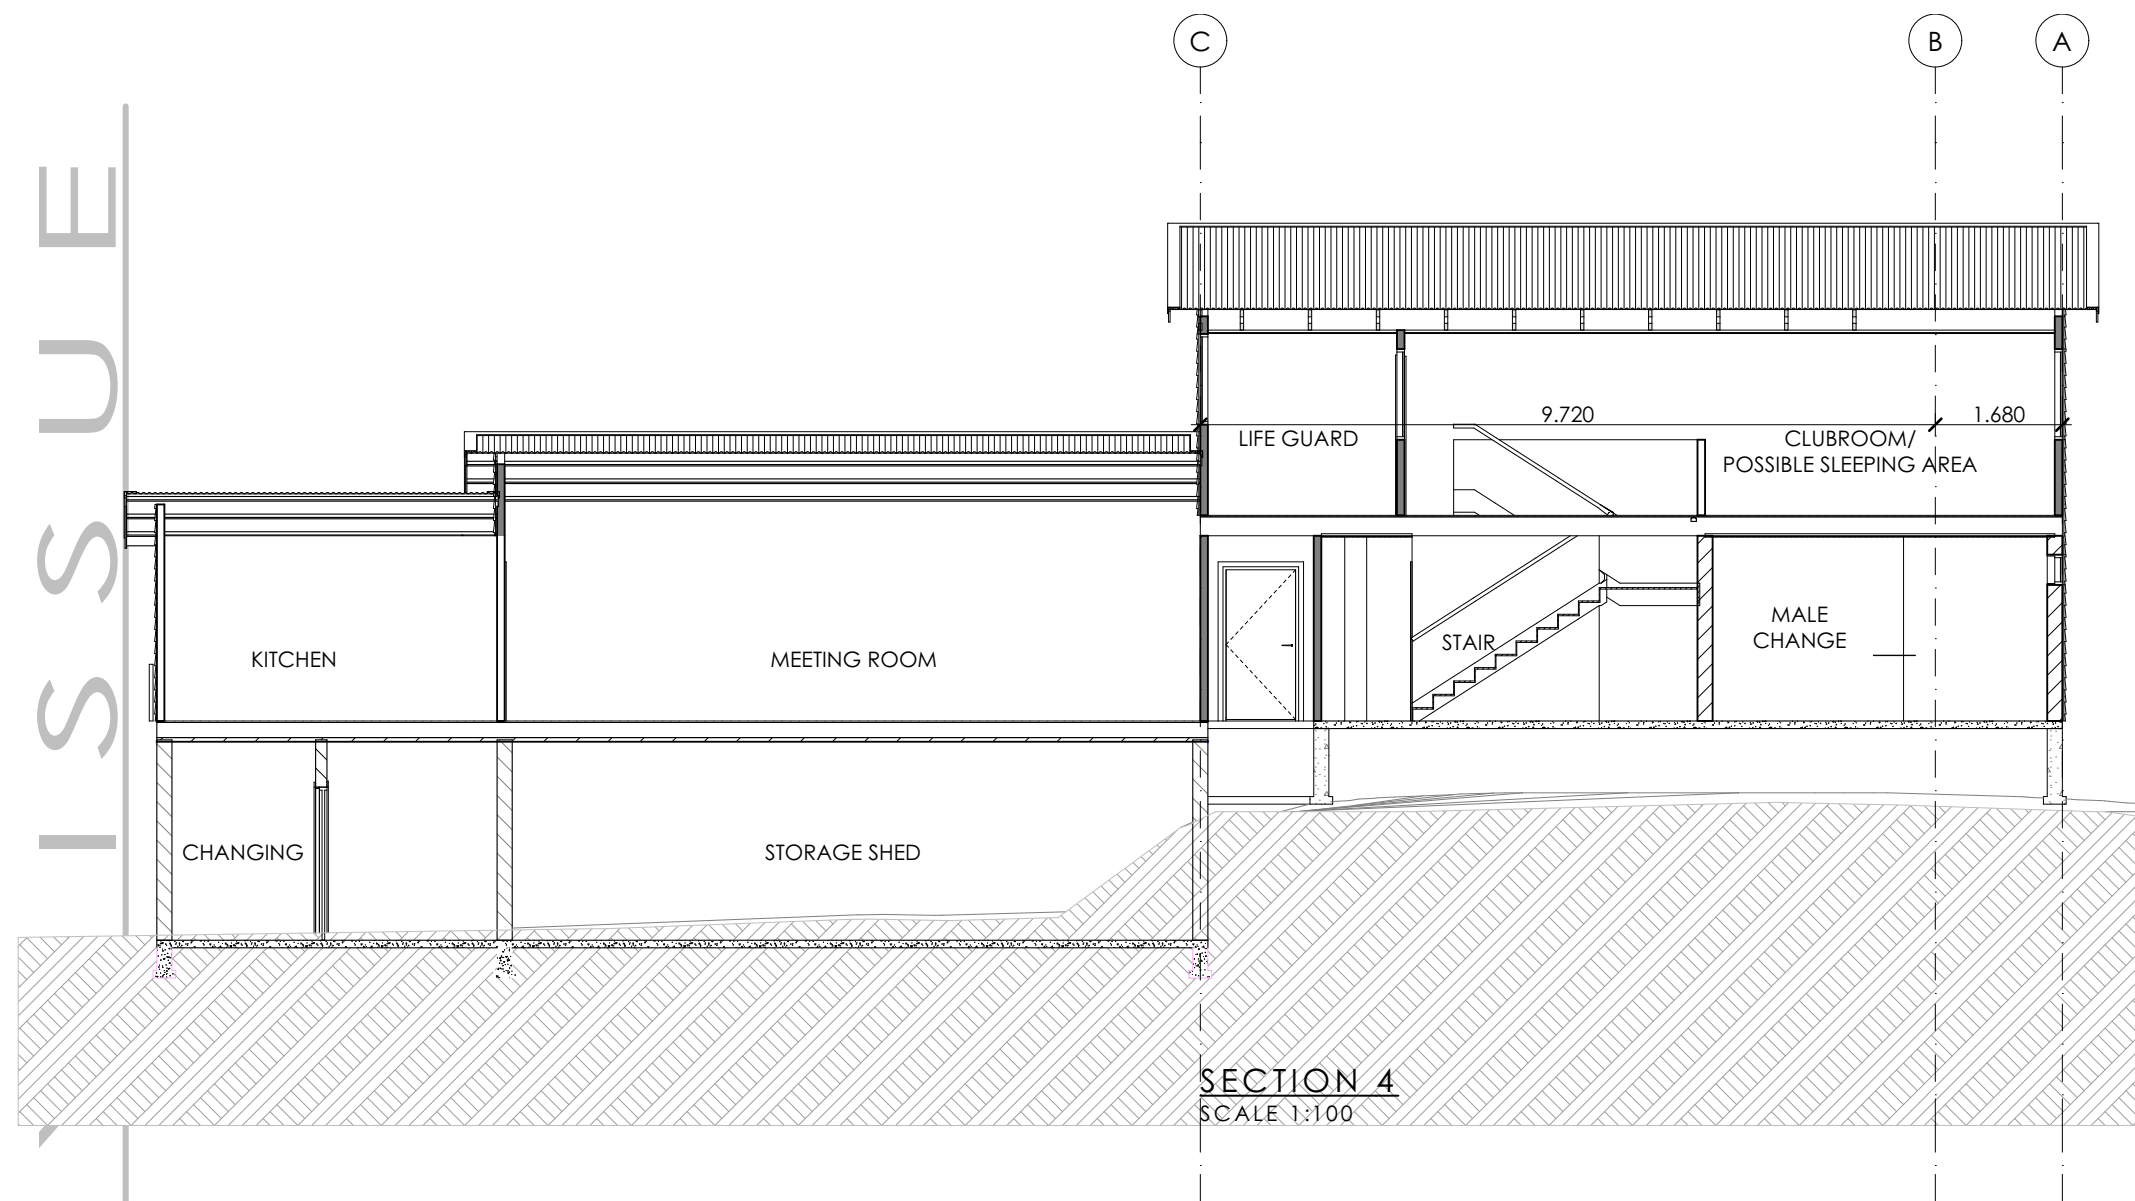 C
B
A
ISSUE
9.720
1.680
LIFE GUARD
CLUBROOM/
POSSIBLE SLEEPING AREA
MALE
CHANGE
STAIR
KITCHEN
MEETING ROOM
CHANGING
STORAGE SHED
SECTION 4
SCALE 1:100